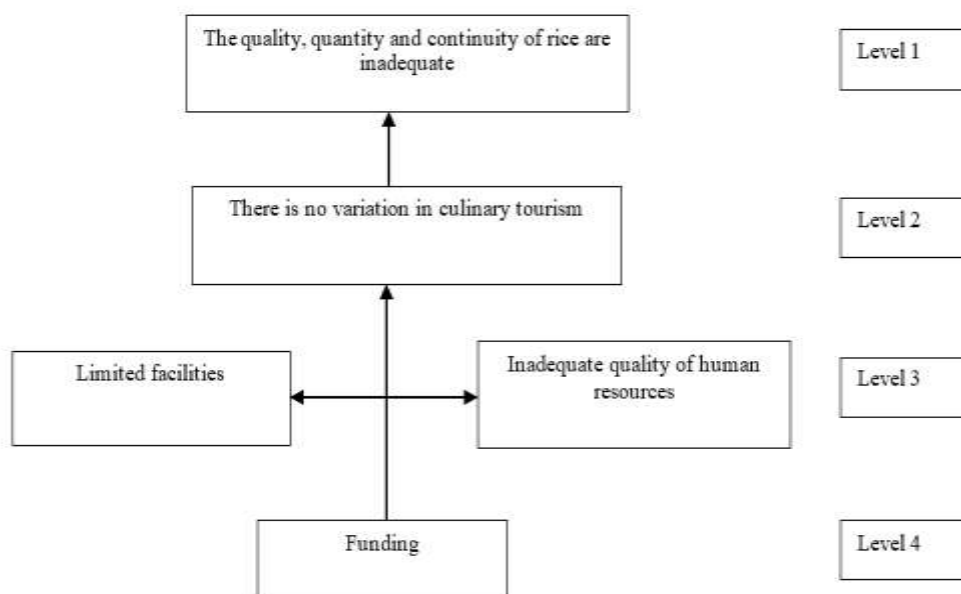 The quality, quantity and continuity of rice are
inadequate
Level 1
There is no variation in culinary tourism
Level 2
Limited facilities
Inadequate quality of human
resources
Level 3
Funding
Level 4